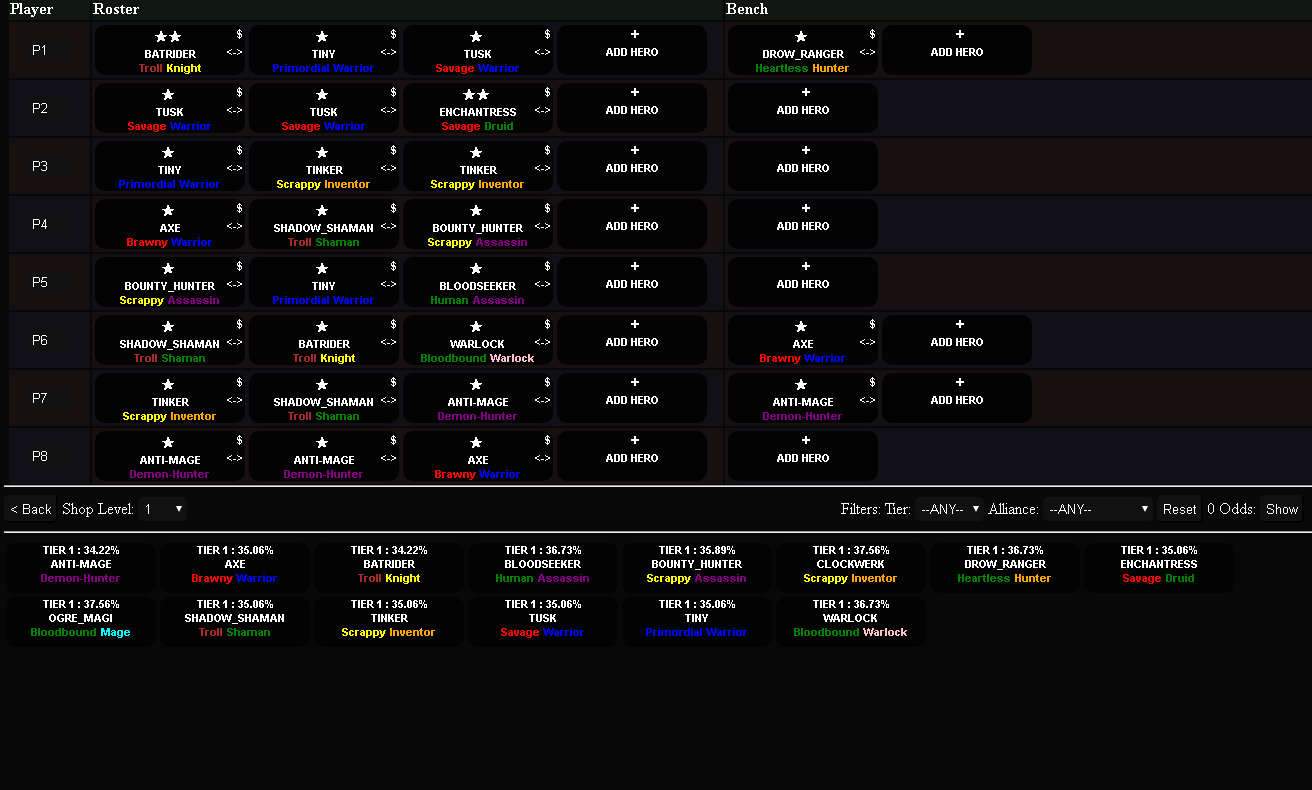 Player Roster Bench
P1
★★ $ BATRIDER <-> Troll Knight
★ $ TINY <-> Primordial Warrior
★ $ TUSK <-> Savage Warrior
+ ADD HERO
★ $ DROW_RANGER <-> Heartless Hunter
+ ADD HERO
P2
★ $ TUSK <-> Savage Warrior
★ $ TUSK <-> Savage Warrior
★★ $ ENCHANTRESS <-> Savage Druid
+ ADD HERO
+ ADD HERO
P3
★ $ TINY <-> Primordial Warrior
★ $ TINKER <-> Scrappy Inventor
★ $ TINKER <-> Scrappy Inventor
+ ADD HERO
+ ADD HERO
P4
★ $ AXE <-> Brawny Warrior
★ $ SHADOW_SHAMAN <-> Troll Shaman
★ $ BOUNTY_HUNTER <-> Scrappy Assassin
+ ADD HERO
+ ADD HERO
P5
★ $ BOUNTY_HUNTER <-> Scrappy Assassin
★ $ TINY <-> Primordial Warrior
★ $ BLOODSEEKER <-> Human Assassin
+ ADD HERO
+ ADD HERO
P6
★ $ SHADOW_SHAMAN <-> Troll Shaman
★ $ BATRIDER <-> Troll Knight
★ $ WARLOCK <-> Bloodbound Warlock
+ ADD HERO
★ $ AXE <-> Brawny Warrior
+ ADD HERO
P7
★ $ TINKER <-> Scrappy Inventor
★ $ SHADOW_SHAMAN <-> Troll Shaman
★ $ ANTI-MAGE <-> Demon-Hunter
+ ADD HERO
★ $ ANTI-MAGE <-> Demon-Hunter
+ ADD HERO
P8
★ $ ANTI-MAGE <-> Demon-Hunter
★ $ ANTI-MAGE <-> Demon-Hunter
★ $ AXE <-> Brawny Warrior
+ ADD HERO
+ ADD HERO
< Back Shop Level: 1 ▼ Filters: Tier: --ANY-- ▼ Alliance: --ANY-- ▼ Reset 0 Odds: Show
TIER 1 : 34.22%
ANTI-MAGE
Demon-Hunter
TIER 1 : 35.06%
AXE
Brawny Warrior
TIER 1 : 34.22%
BATRIDER
Troll Knight
TIER 1 : 36.73%
BLOODSEEKER
Human Assassin
TIER 1 : 35.89%
BOUNTY_HUNTER
Scrappy Assassin
TIER 1 : 37.56%
CLOCKWERK
Scrappy Inventor
TIER 1 : 36.73%
DROW_RANGER
Heartless Hunter
TIER 1 : 35.06%
ENCHANTRESS
Savage Druid
TIER 1 : 37.56%
OGRE_MAGI
Bloodbound Mage
TIER 1 : 35.06%
SHADOW_SHAMAN
Troll Shaman
TIER 1 : 35.06%
TINKER
Scrappy Inventor
TIER 1 : 35.06%
TUSK
Savage Warrior
TIER 1 : 35.06%
TINY
Primordial Warrior
TIER 1 : 36.73%
WARLOCK
Bloodbound Warlock